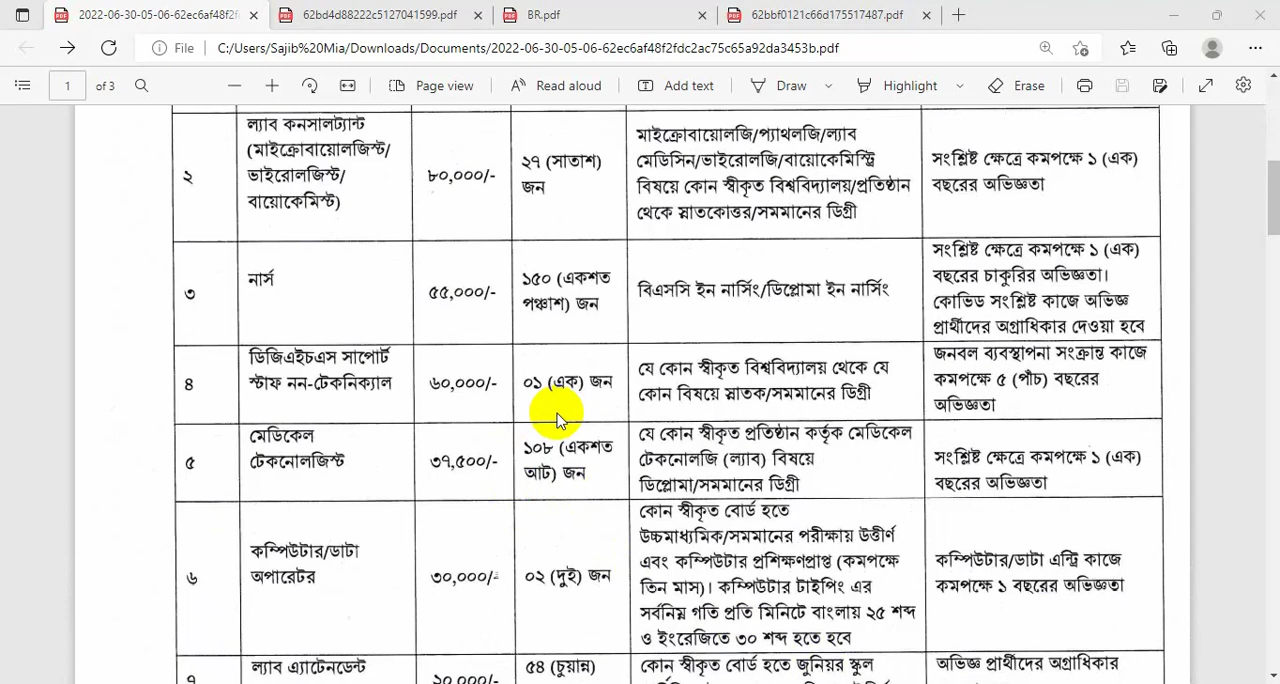 2022-06-30-05-06-62ec6af48f2f
62bd4d88222c5127041599.pdf
BR.pdf
62bbf0121c66d175517487.pdf
File
C:/Users/Sajib%20Mia/Downloads/Documents/2022-06-30-05-06-62ec6af48f2fdc2ac75c65a92da3453b.pdf
1 of 3
Page view
Read aloud
Add text
Draw
Highlight
Erase
২
ল্যাব কনসালট্যান্ট
(মাইক্রোবায়োলজিস্ট/
ভাইরোলজিস্ট/
বায়োকেমিস্ট)
৮০,০০০/-
২৭ (সাতাশ)
জন
মাইক্রোবায়োলজি/প্যাথলজি/ল্যাব
মেডিসিন/ভাইরোলজি/বায়োকেমিস্ট্রি
বিষয়ে কোন স্বীকৃত বিশ্ববিদ্যালয়/প্রতিষ্ঠান
থেকে স্নাতকোত্তর/সমমানের ডিগ্রী
সংশ্লিষ্ট ক্ষেত্রে কমপক্ষে ১ (এক)
বছরের অভিজ্ঞতা
৩
নার্স
৫৫,০০০/-
১৫০ (একশত
পঞ্চাশ) জন
বিএসসি ইন নার্সিং/ডিপ্লোমা ইন নার্সিং
সংশ্লিষ্ট ক্ষেত্রে কমপক্ষে ১ (এক)
বছরের চাকুরির অভিজ্ঞতা।
কোভিড সংশ্লিষ্ট কাজে অভিজ্ঞ
প্রার্থীদের অগ্রাধিকার দেওয়া হবে
৪
ডিজিএইচএস সাপোর্ট
স্টাফ নন-টেকনিক্যাল
৬০,০০০/-
০১ (এক) জন
যে কোন স্বীকৃত বিশ্ববিদ্যালয় থেকে যে
কোন বিষয়ে স্নাতক/সমমানের ডিগ্রী
জনবল ব্যবস্থাপনা সংক্রান্ত কাজে
কমপক্ষে ৫ (পাঁচ) বছরের
অভিজ্ঞতা
৫
মেডিকেল
টেকনোলজিস্ট
৩৭,৫০০/-
১০৮ (একশত
আট) জন
যে কোন স্বীকৃত প্রতিষ্ঠান কর্তৃক মেডিকেল
টেকনোলজি (ল্যাব) বিষয়ে
ডিপ্লোমা/সমমানের ডিগ্রী
সংশ্লিষ্ট ক্ষেত্রে কমপক্ষে ১ (এক)
বছরের অভিজ্ঞতা
৬
কম্পিউটার/ডাটা
অপারেটর
৩০,০০০/-
০২ (দুই) জন
কোন স্বীকৃত বোর্ড হতে
উচ্চমাধ্যমিক/সমমানের পরীক্ষায় উত্তীর্ণ
এবং কম্পিউটার প্রশিক্ষণপ্রাপ্ত (কমপক্ষে
তিন মাস)। কম্পিউটার টাইপিং এর
সর্বনিম্ন গতি প্রতি মিনিটে বাংলায় ২৫ শব্দ
ও ইংরেজিতে ৩০ শব্দ হতে হবে
কম্পিউটার/ডাটা এন্ট্রি কাজে
কমপক্ষে ১ বছরের অভিজ্ঞতা
৭
ল্যাব এ্যাটেনডেন্ট
২০,০০০/-
৫৪ (চুয়ান্ন)
কোন স্বীকৃত বোর্ড হতে জুনিয়র স্কুল
অভিজ্ঞ প্রার্থীদের অগ্রাধিকার